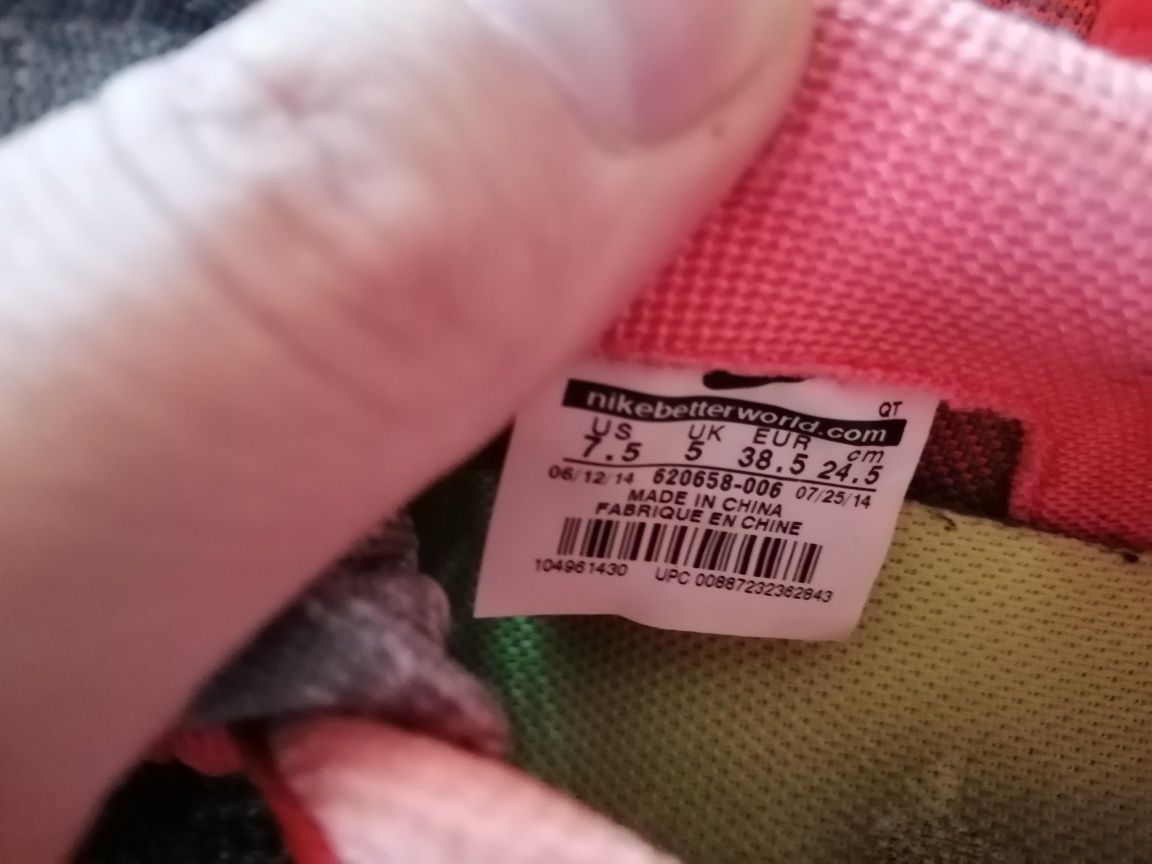 QT
nikebetterworld.com
US UK EUR cm
7.5 5 38.5 24.5
06/12/14 620658-006 07/25/14
MADE IN CHINA
FABRIQUE EN CHINE
104961430 UPC 00887232362843